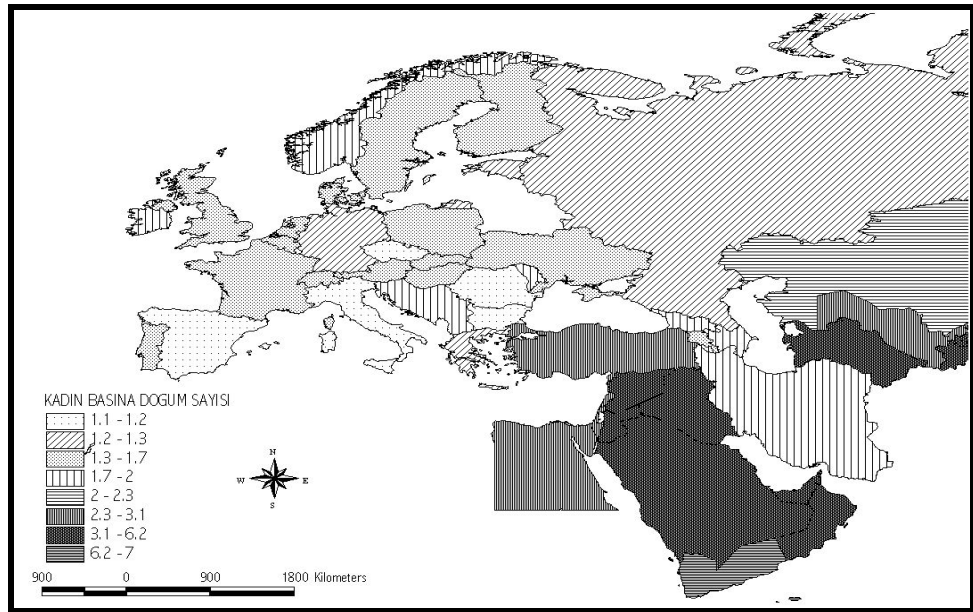 KADIN BASINA DOGUM SAYISI
1.1 - 1.2
1.2 - 1.3
1.3 - 1.7
1.7 - 2
2 - 2.3
2.3 - 3.1
3.1 - 6.2
6.2 - 7
N
W E
S
900 0 900 1800 Kilometers